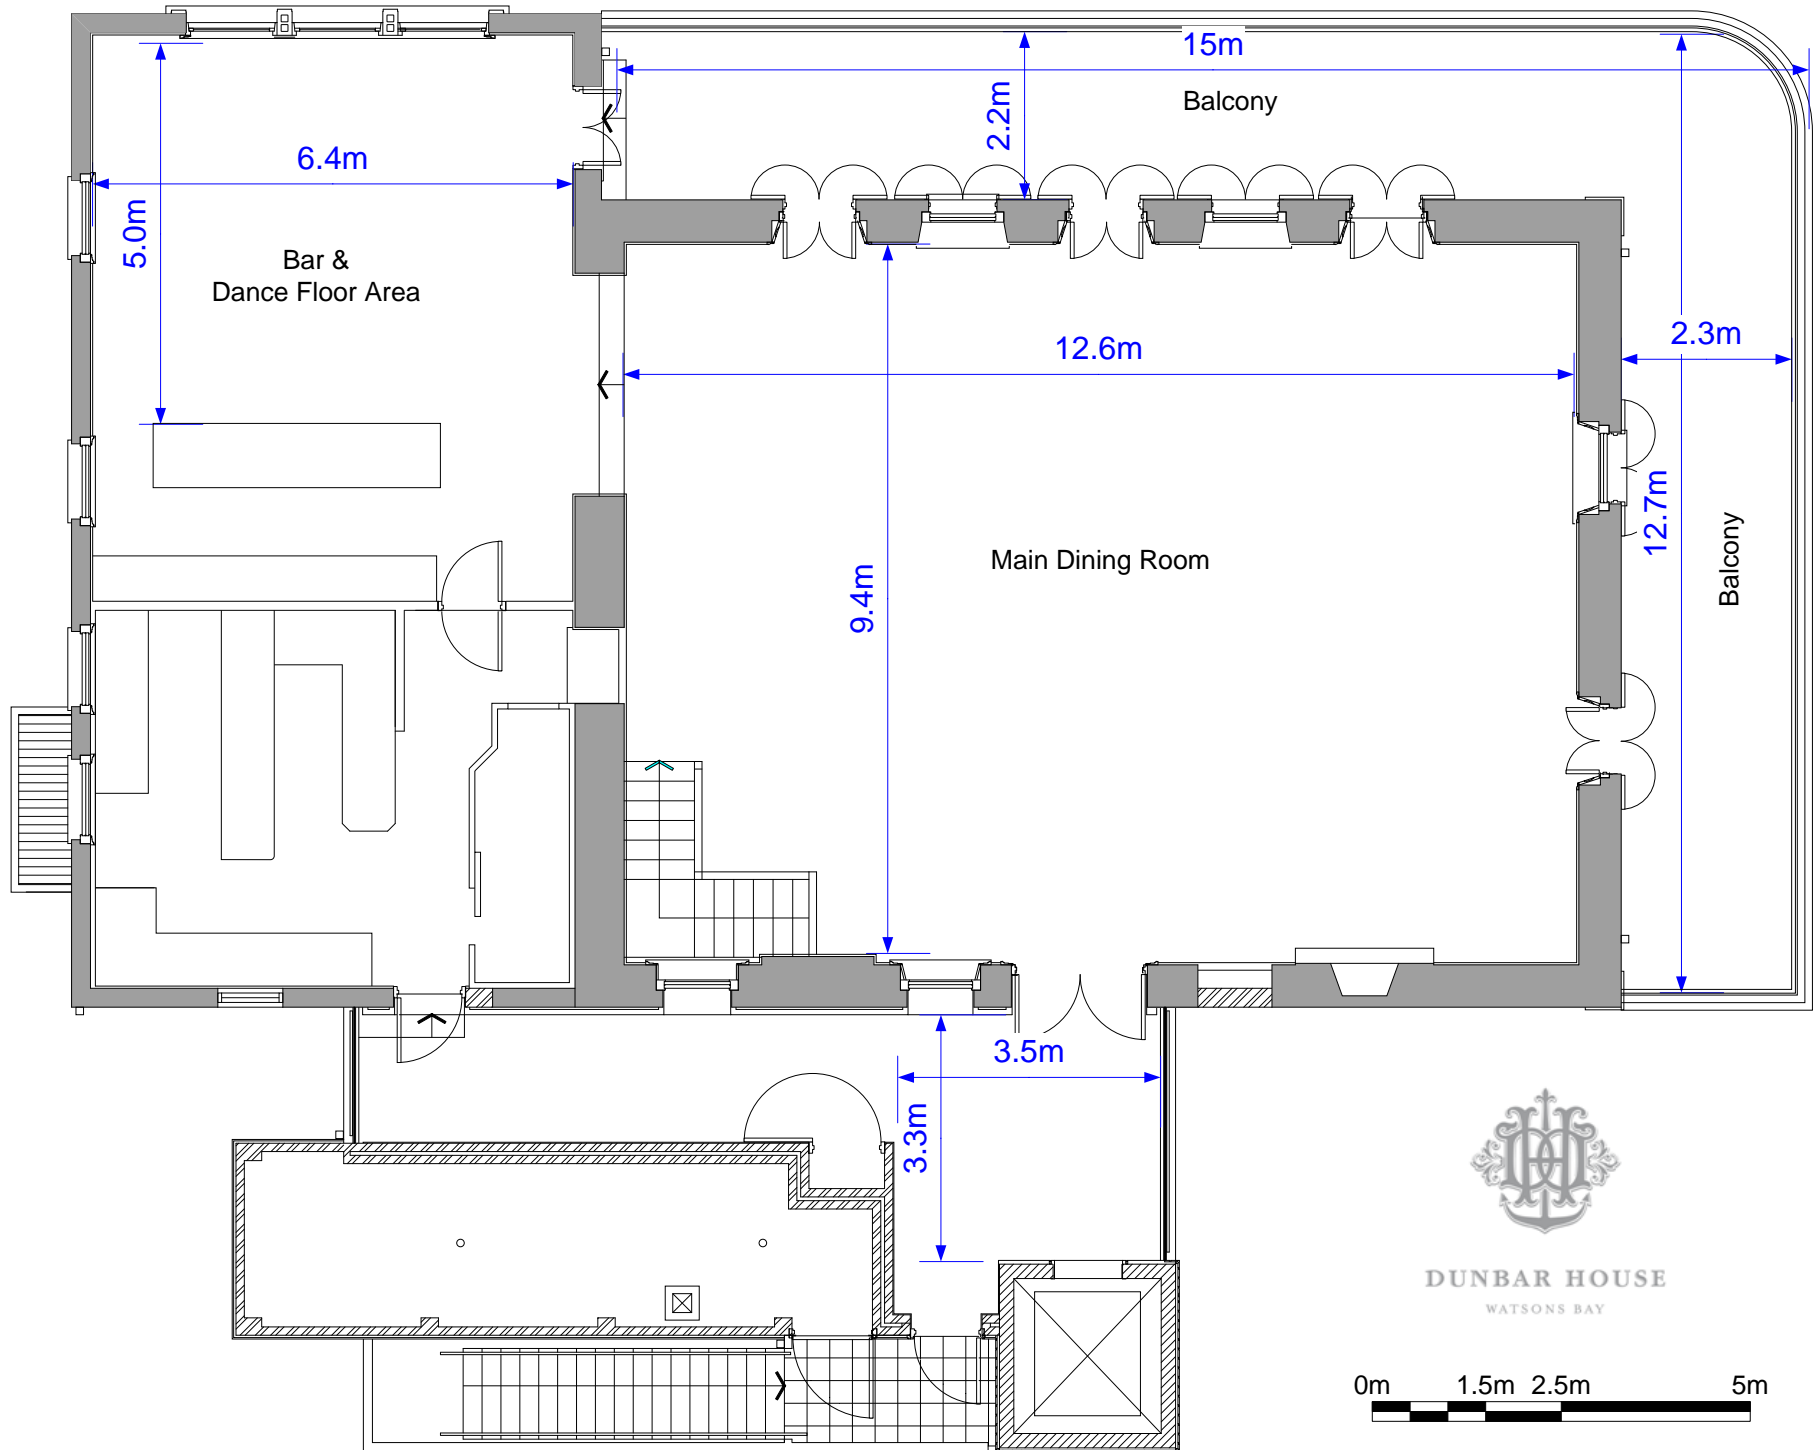 15m
Balcony
2.2m
6.4m
5.0m
Bar &
Dance Floor Area
12.6m
2.3m
12.7m
Balcony
Main Dining Room
9.4m
3.5m
3.3m
DUNBAR HOUSE
WATSONS BAY
0m 1.5m 2.5m 5m